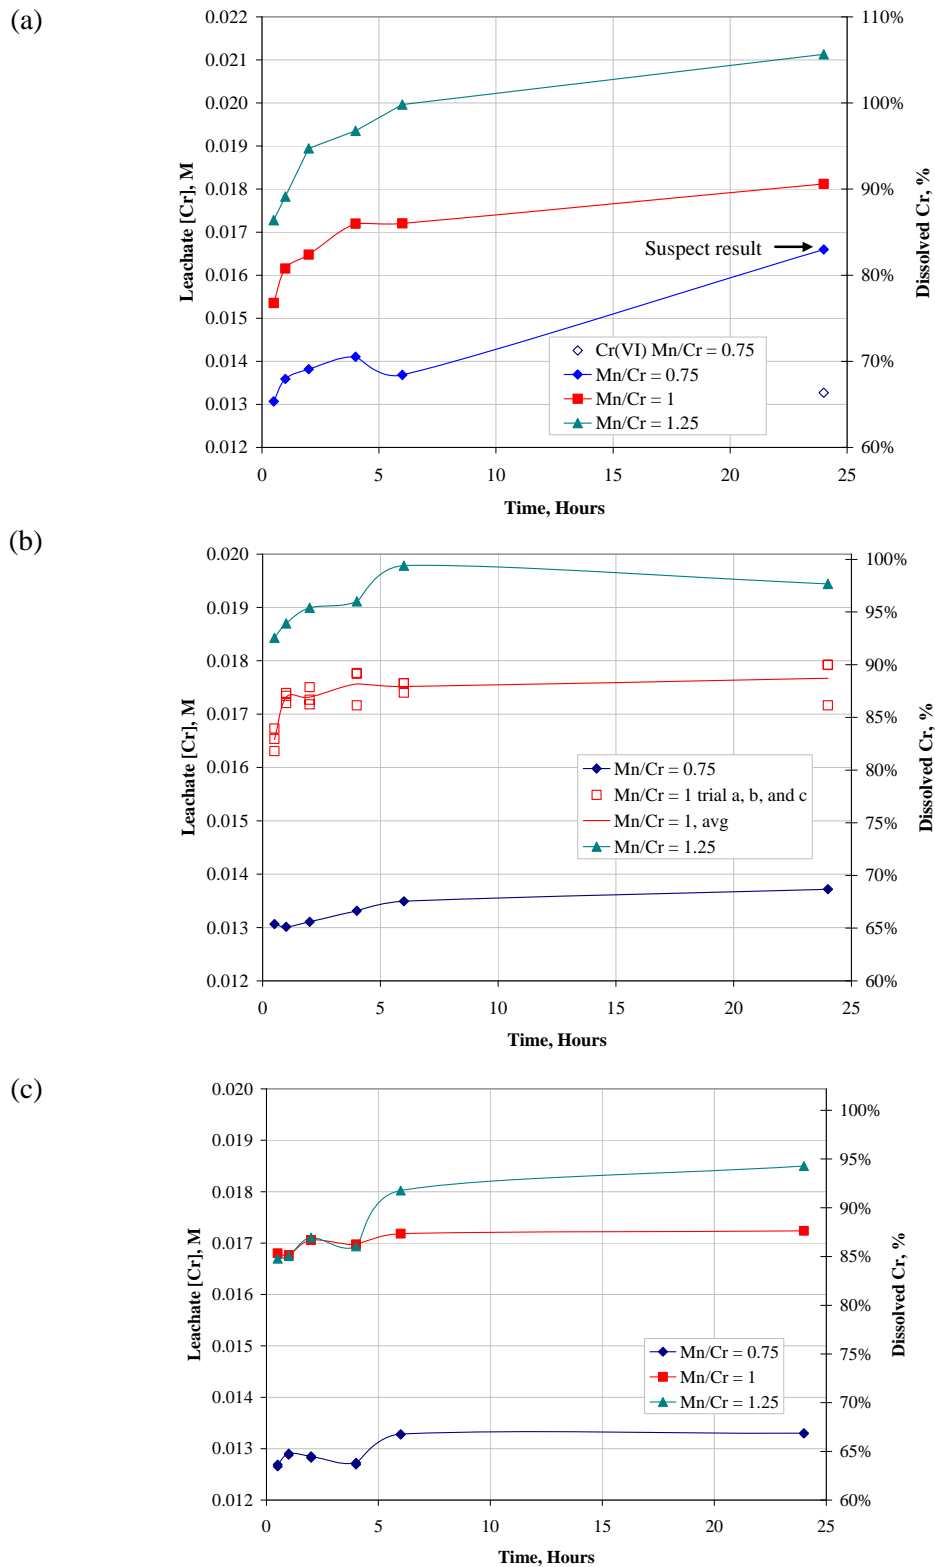 (a)
0.022
0.021
0.020
0.019
0.018
0.017
0.016
0.015
0.014
0.013
0.012
Leachate [Cr], M
110%
100%
90%
80%
70%
60%
Dissolved Cr, %
Suspect result
Cr(VI) Mn/Cr = 0.75
Mn/Cr = 0.75
Mn/Cr = 1
Mn/Cr = 1.25
0 5 10 15 20 25
Time, Hours
(b)
0.020
0.019
0.018
0.017
0.016
0.015
0.014
0.013
0.012
Leachate [Cr], M
100%
95%
90%
85%
80%
75%
70%
65%
60%
Dissolved Cr, %
Mn/Cr = 0.75
Mn/Cr = 1 trial a, b, and c
Mn/Cr = 1, avg
Mn/Cr = 1.25
0 5 10 15 20 25
Time, Hours
(c)
0.020
0.019
0.018
0.017
0.016
0.015
0.014
0.013
0.012
Leachate [Cr], M
100%
95%
90%
85%
80%
75%
70%
65%
60%
Dissolved Cr, %
Mn/Cr = 0.75
Mn/Cr = 1
Mn/Cr = 1.25
0 5 10 15 20 25
Time, Hours